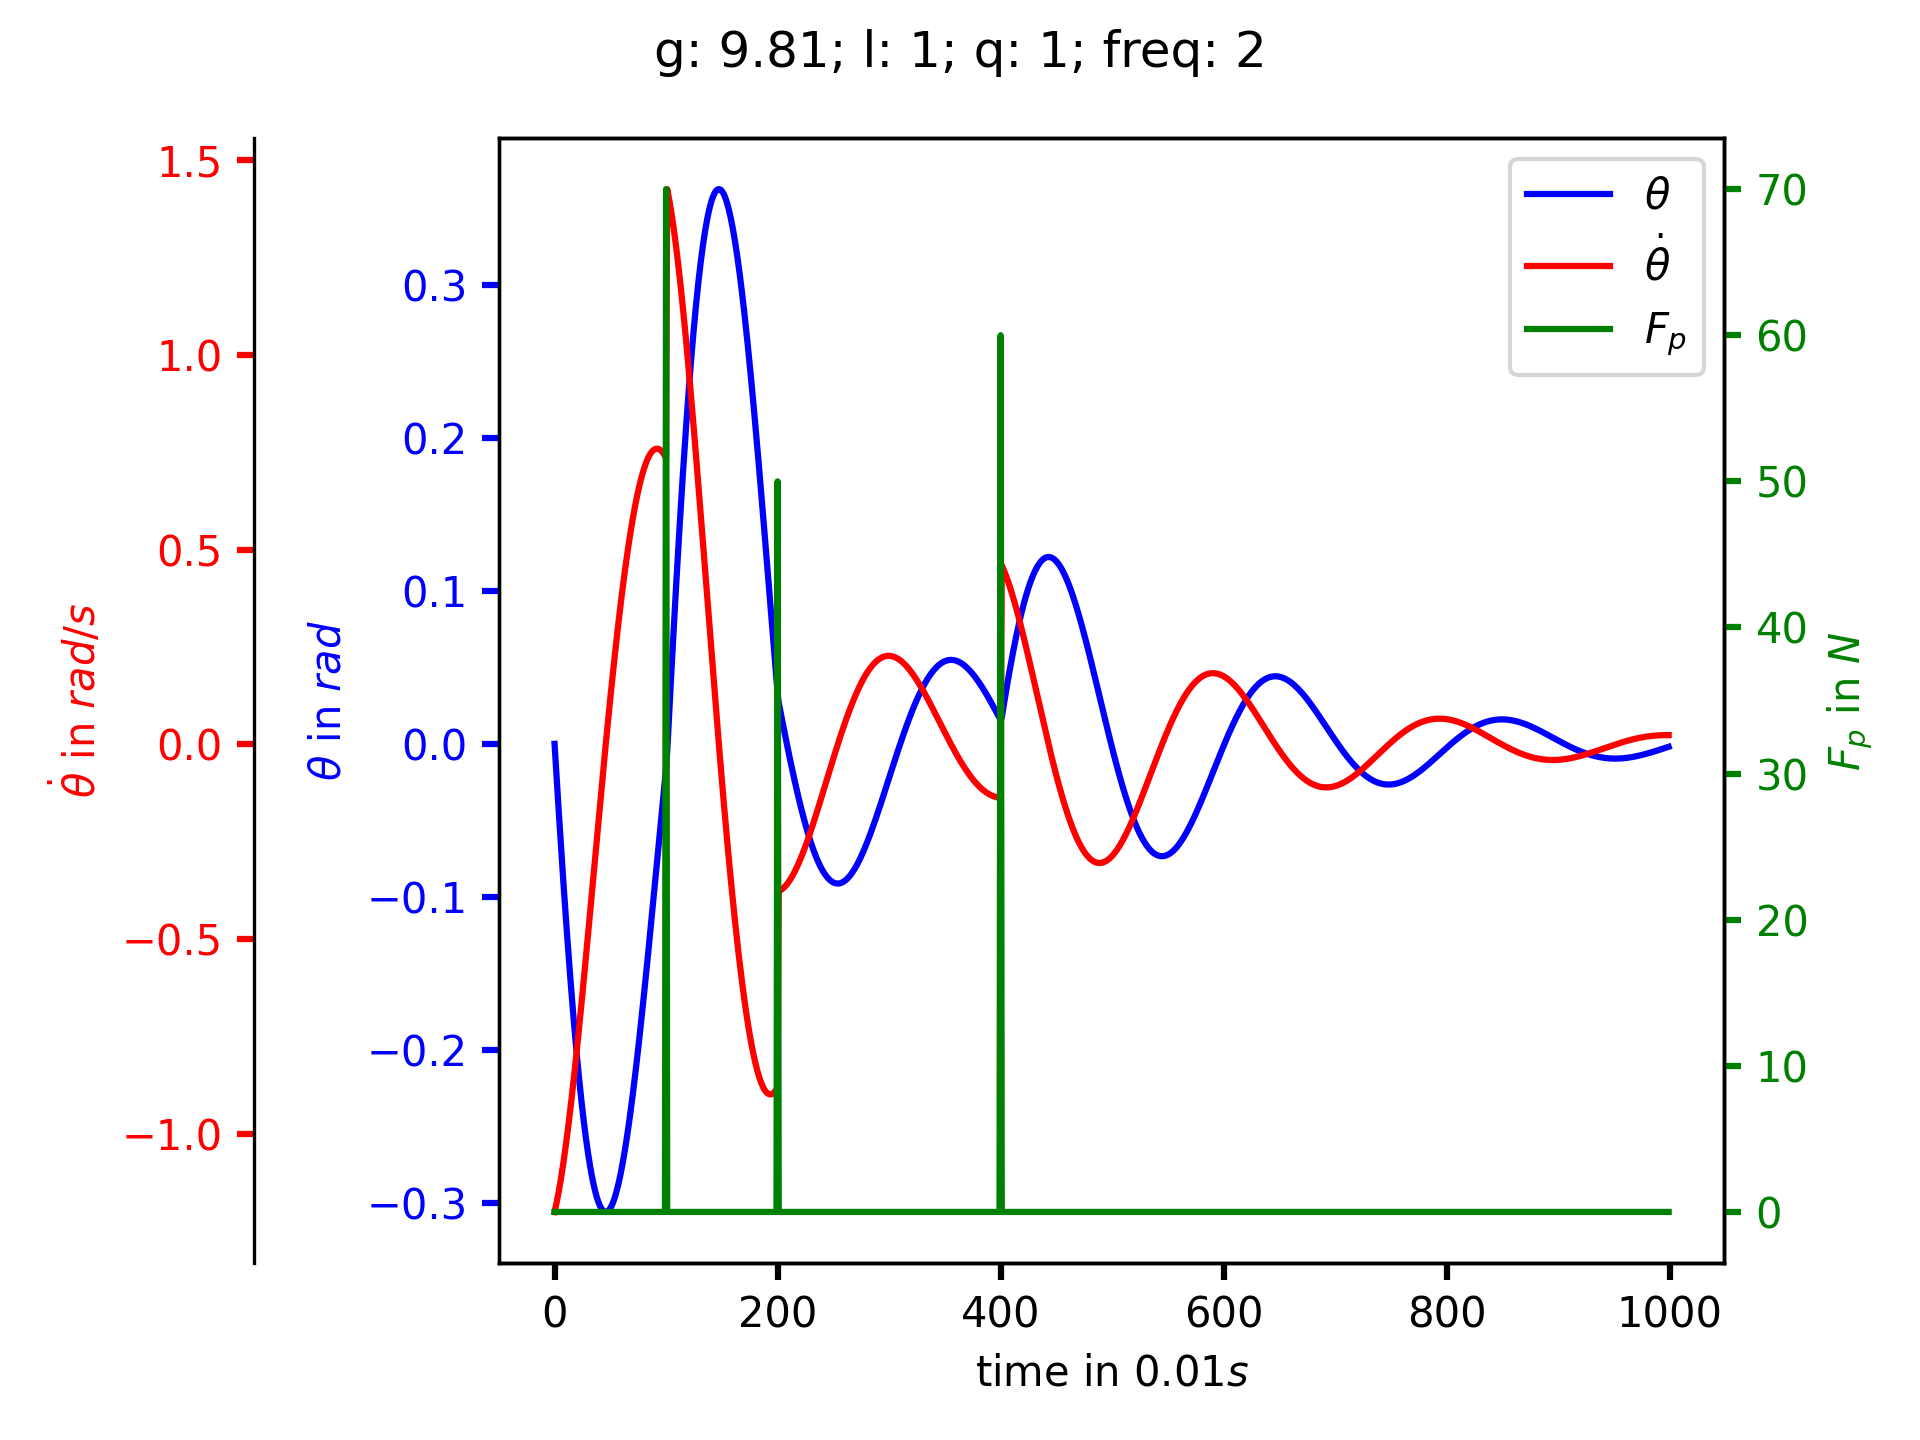 g: 9.81; l: 1; q: 1; freq: 2
1.5
1.0
0.5
0.0
−0.5
−1.0
θ̇ in rad/s
0.3
0.2
0.1
0.0
−0.1
−0.2
−0.3
θ in rad
θ
θ̇
F_p
70
60
50
40
30
20
10
0
F_p in N
0 200 400 600 800 1000
time in 0.01s